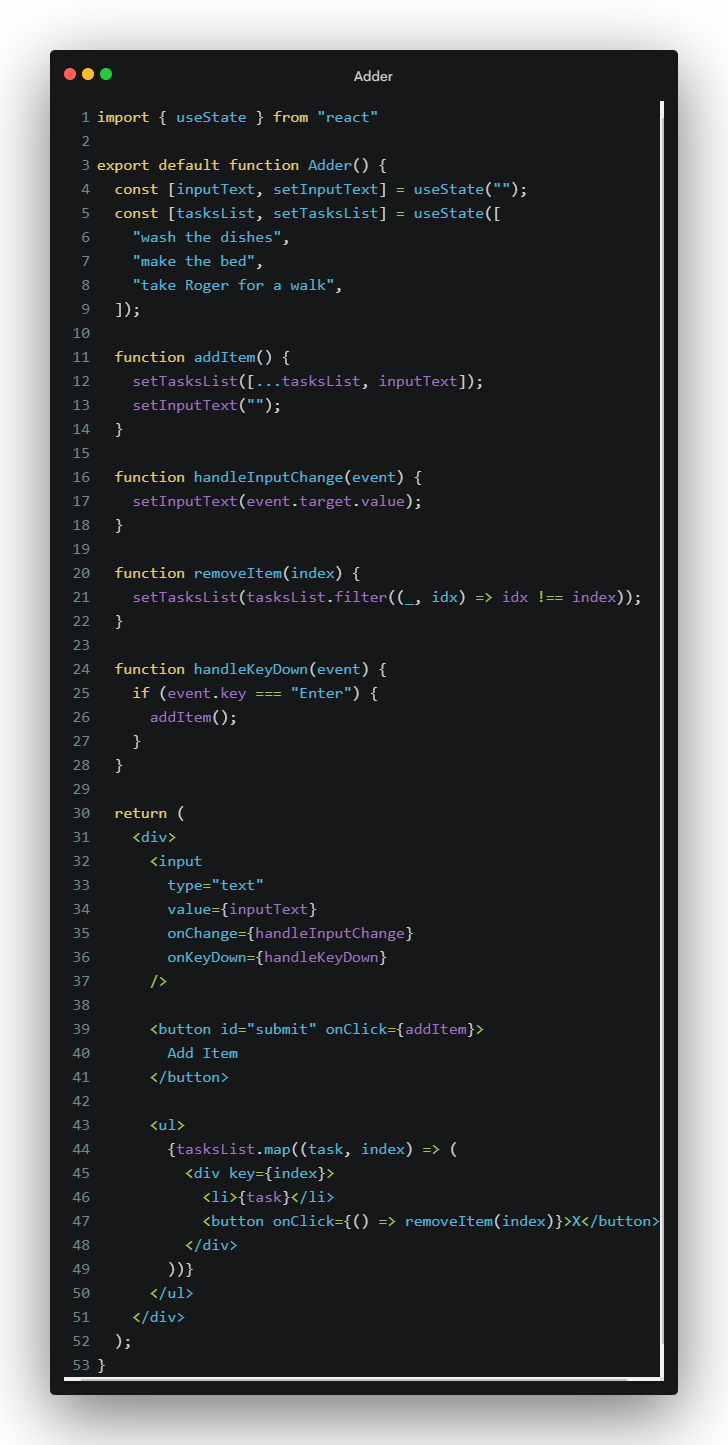 Adder
1 import { useState } from "react"
2
3 export default function Adder() {
4   const [inputText, setInputText] = useState("");
5   const [tasksList, setTasksList] = useState([
6     "wash the dishes",
7     "make the bed",
8     "take Roger for a walk",
9   ]);
10
11   function addItem() {
12     setTasksList([...tasksList, inputText]);
13     setInputText("");
14   }
15
16   function handleInputChange(event) {
17     setInputText(event.target.value);
18   }
19
20   function removeItem(index) {
21     setTasksList(tasksList.filter((_, idx) => idx !== index));
22   }
23
24   function handleKeyDown(event) {
25     if (event.key === "Enter") {
26       addItem();
27     }
28   }
29
30   return (
31     <div>
32       <input
33         type="text"
34         value={inputText}
35         onChange={handleInputChange}
36         onKeyDown={handleKeyDown}
37       />
38
39       <button id="submit" onClick={addItem}>
40         Add Item
41       </button>
42
43       <ul>
44         {tasksList.map((task, index) => (
45           <div key={index}>
46             <li>{task}</li>
47             <button onClick={() => removeItem(index)}>X</button>
48           </div>
49         ))}
50       </ul>
51     </div>
52   );
53 }